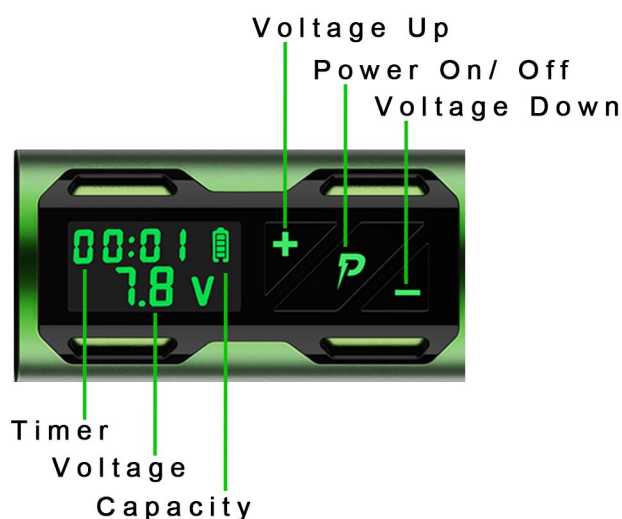 Voltage Up
Power On/ Off
Voltage Down
00:01
7.8 V
+
P
-
Timer
Voltage
Capacity